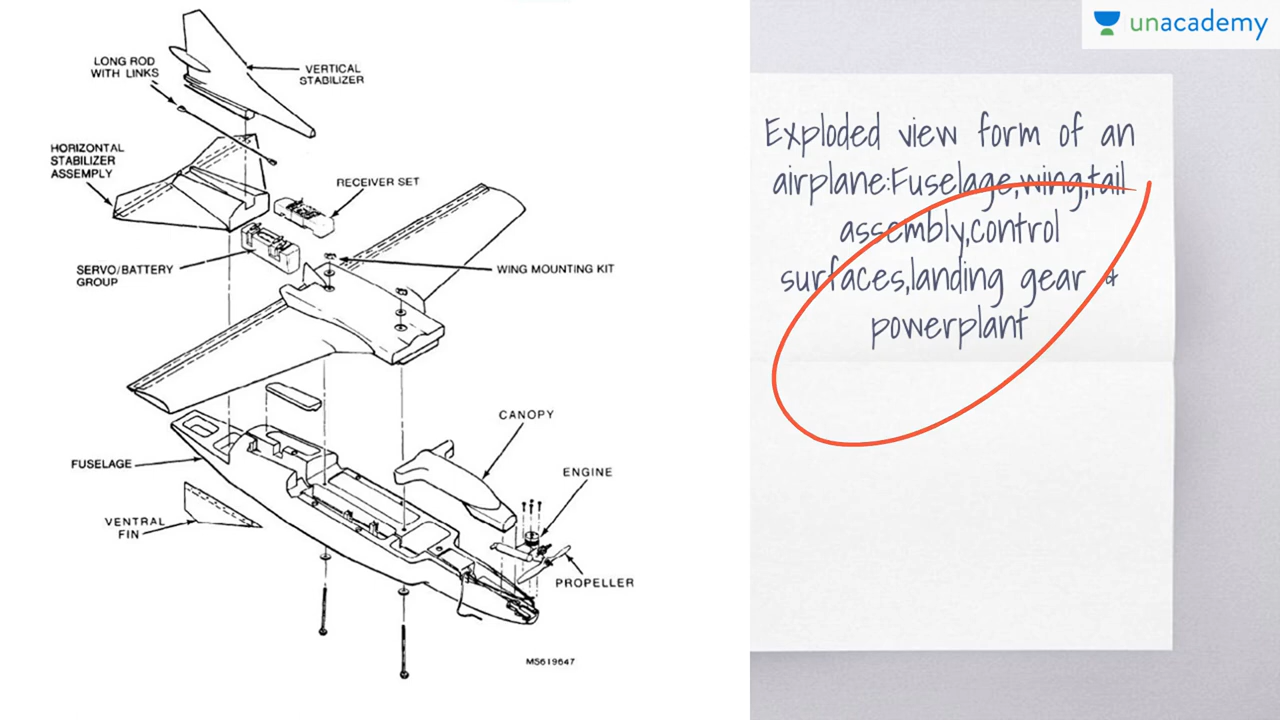 unacademy
LONG ROD
WITH LINKS
VERTICAL
STABILIZER
HORIZONTAL
STABILIZER
ASSEMBLY
RECEIVER SET
SERVO/BATTERY
GROUP
WING MOUNTING KIT
CANOPY
FUSELAGE
ENGINE
VENTRAL
FIN
PROPELLER
MS619647
Exploded view form of an
airplane:Fuselage,wing,tail
assembly,control
surfaces,landing gear &
powerplant